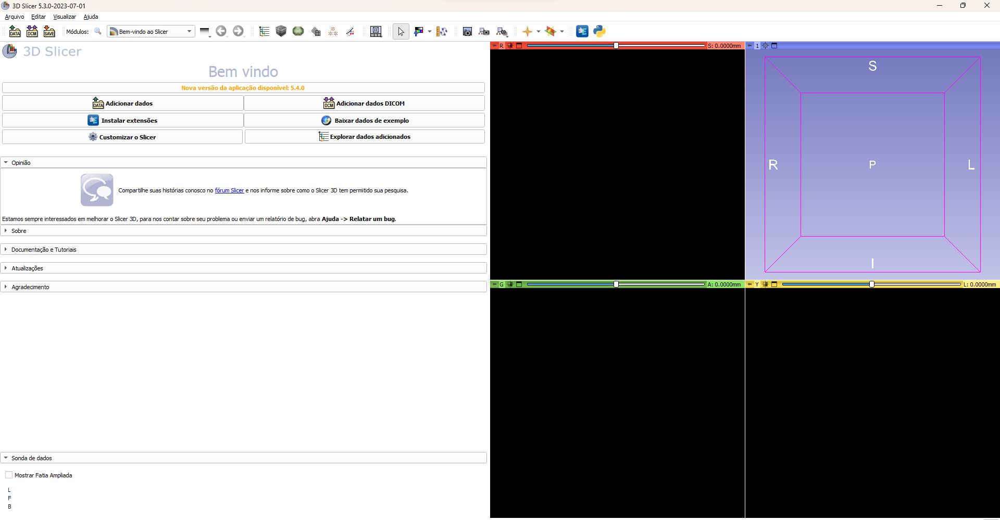 3D Slicer 5.3.0-2023-07-01
Arquivo Editar Visualizar Ajuda
DATA DCM SAVE Módulos: Bem-vindo ao Slicer
3D Slicer
Bem vindo
Nova versão da aplicação disponível: 5.4.0
DATA Adicionar dados
DCM Adicionar dados DICOM
Instalar extensões
Baixar dados de exemplo
Customizar o Slicer
Explorar dados adicionados
Opinião
Compartilhe suas histórias conosco no fórum Slicer e nos informe sobre como o Slicer 3D tem permitido sua pesquisa.
Estamos sempre interessados em melhorar o Slicer 3D, para nos contar sobre seu problema ou enviar um relatório de bug, abra Ajuda -> Relatar um bug.
Sobre
Documentação e Tutoriais
Atualizações
Agradecimento
Sonda de dados
Mostrar Fatia Ampliada
L
F
B
R S: 0.0000mm
1
S
R P L
I
G A: 0.0000mm
Y L: 0.0000mm